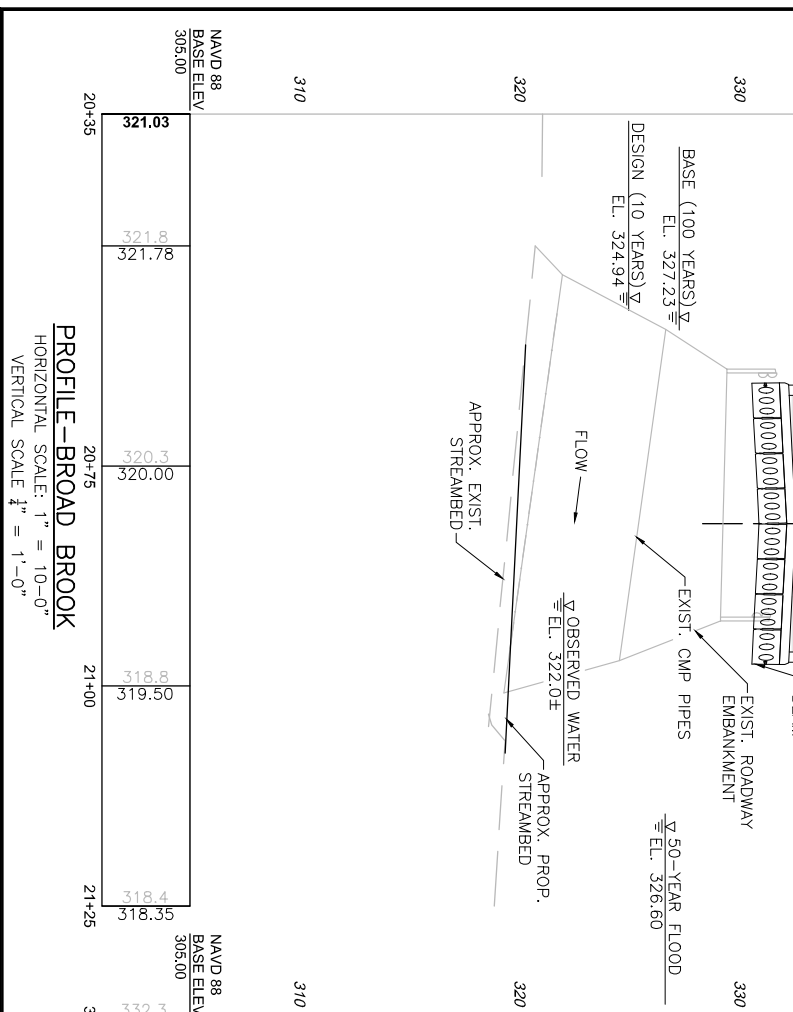 330
330
BASE (100 YEARS)
EL. 327.23
DESIGN (10 YEARS)
EL. 324.94
EXIST. ROADWAY
EMBANKMENT
EXIST. CMP PIPES
50-YEAR FLOOD
EL. 326.60
FLOW
OBSERVED WATER
EL. 322.0±
320
320
APPROX. EXIST.
STREAMBED
APPROX. PROP.
STREAMBED
310
310
NAVD 88
BASE ELEV
305.00
NAVD 88
BASE ELEV
305.00
321.03
321.8
321.78
320.3
320.00
318.8
319.50
318.4
318.35
332.3
20+35
20+75
21+00
21+25
PROFILE-BROAD BROOK
HORIZONTAL SCALE: 1" = 10-0"
VERTICAL SCALE 1/4" = 1'-0"